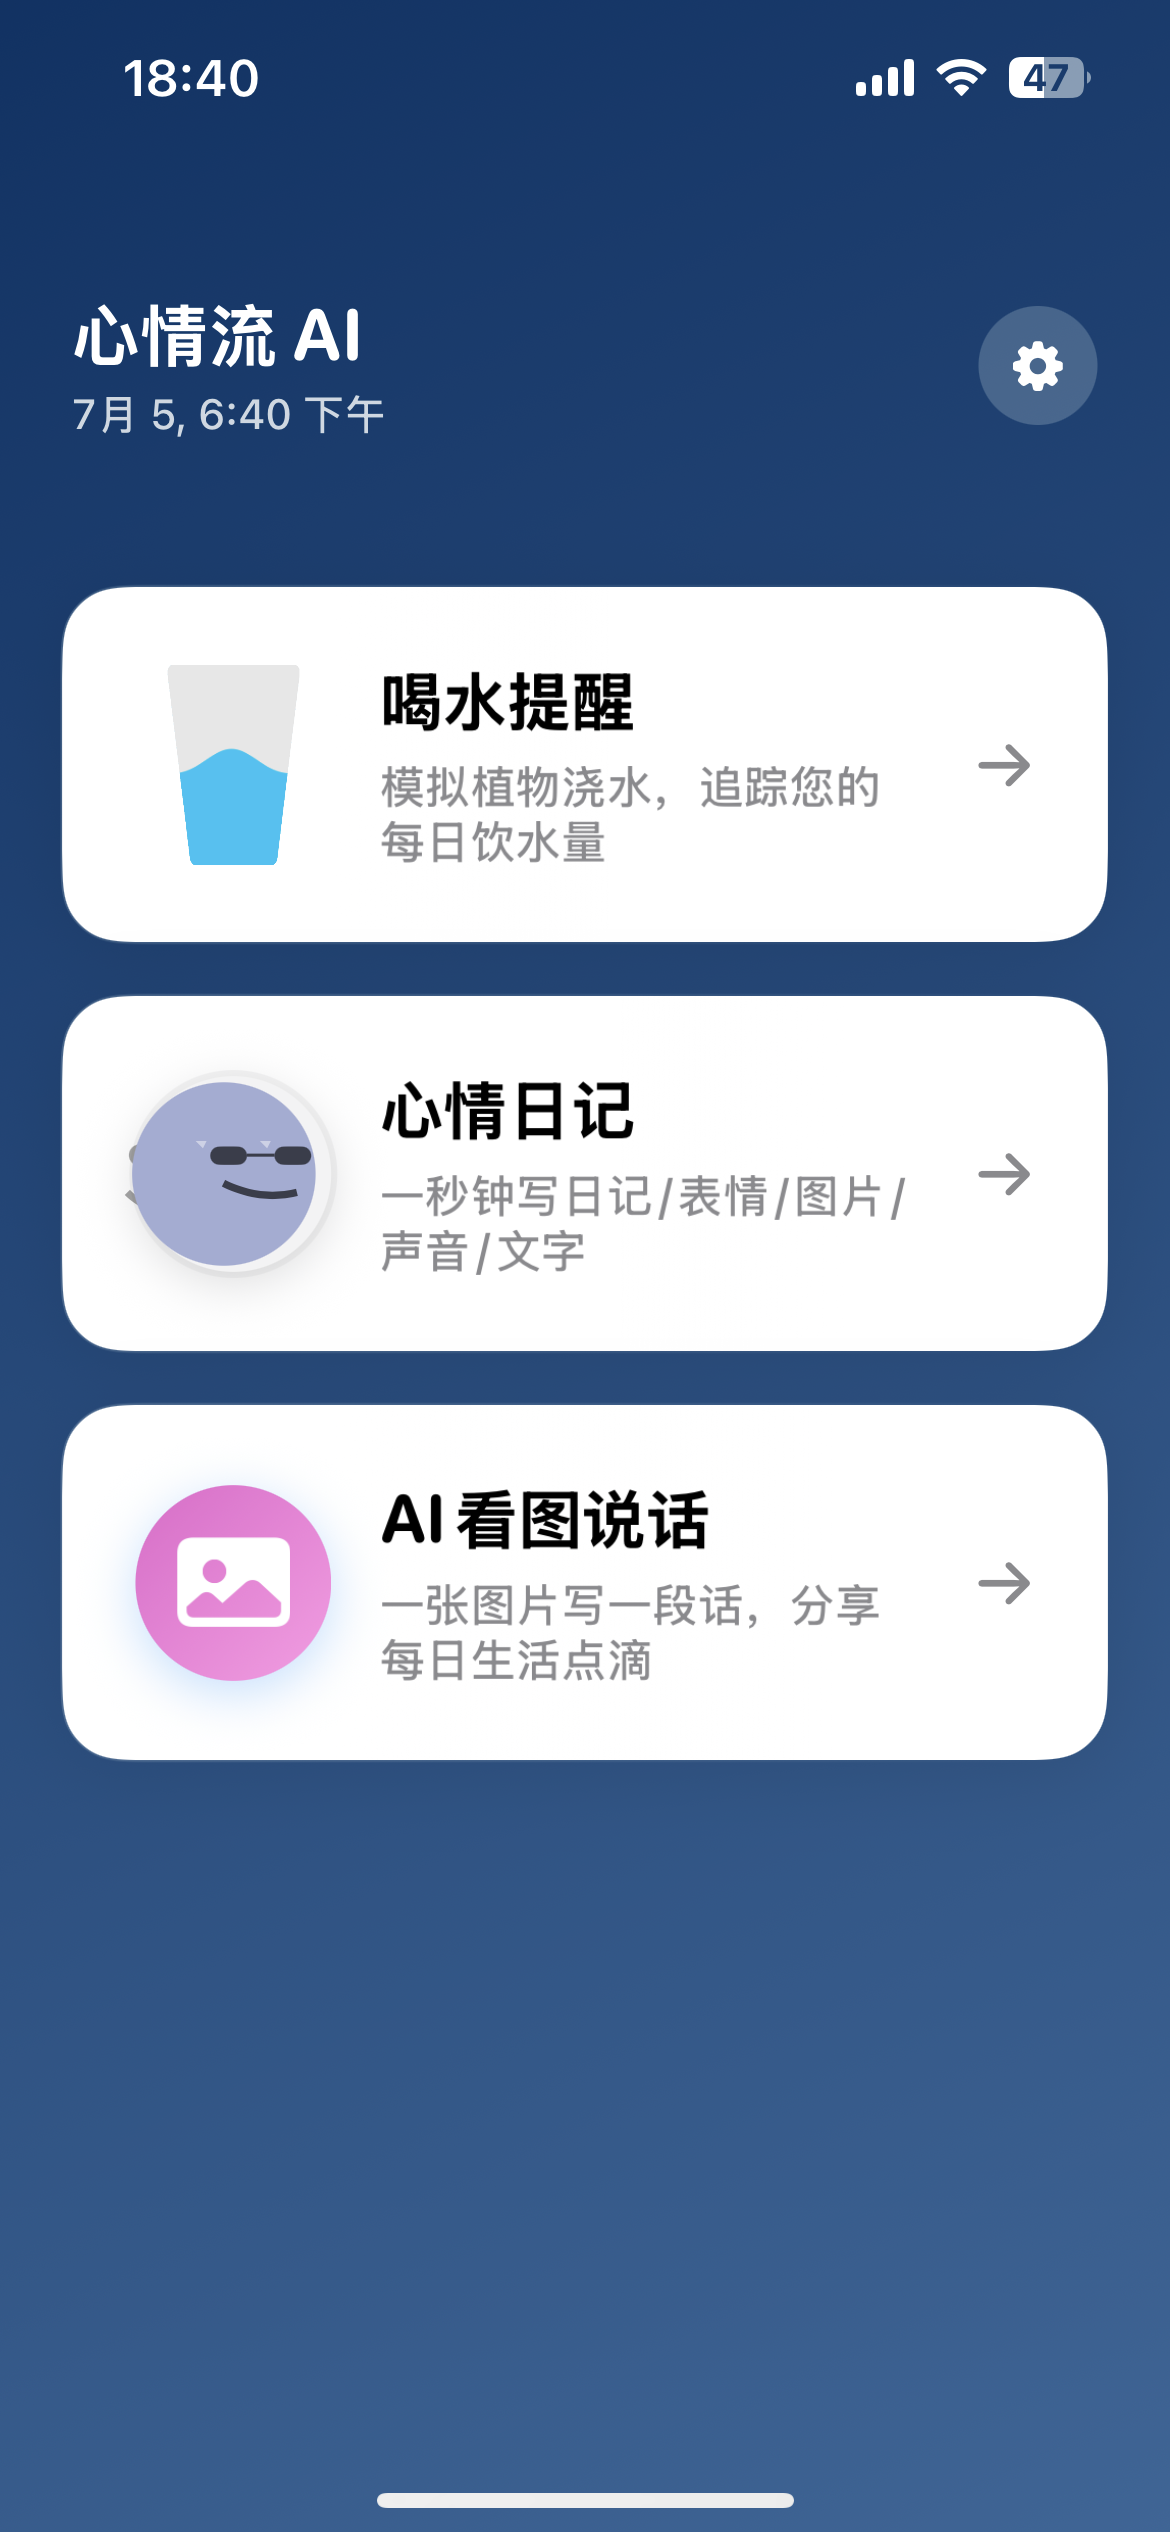 18:40
47
心情流 AI
7月 5, 6:40 下午
喝水提醒
模拟植物浇水，追踪您的
每日饮水量
心情日记
一秒钟写日记/表情/图片/
声音/文字
AI 看图说话
一张图片写一段话，分享
每日生活点滴